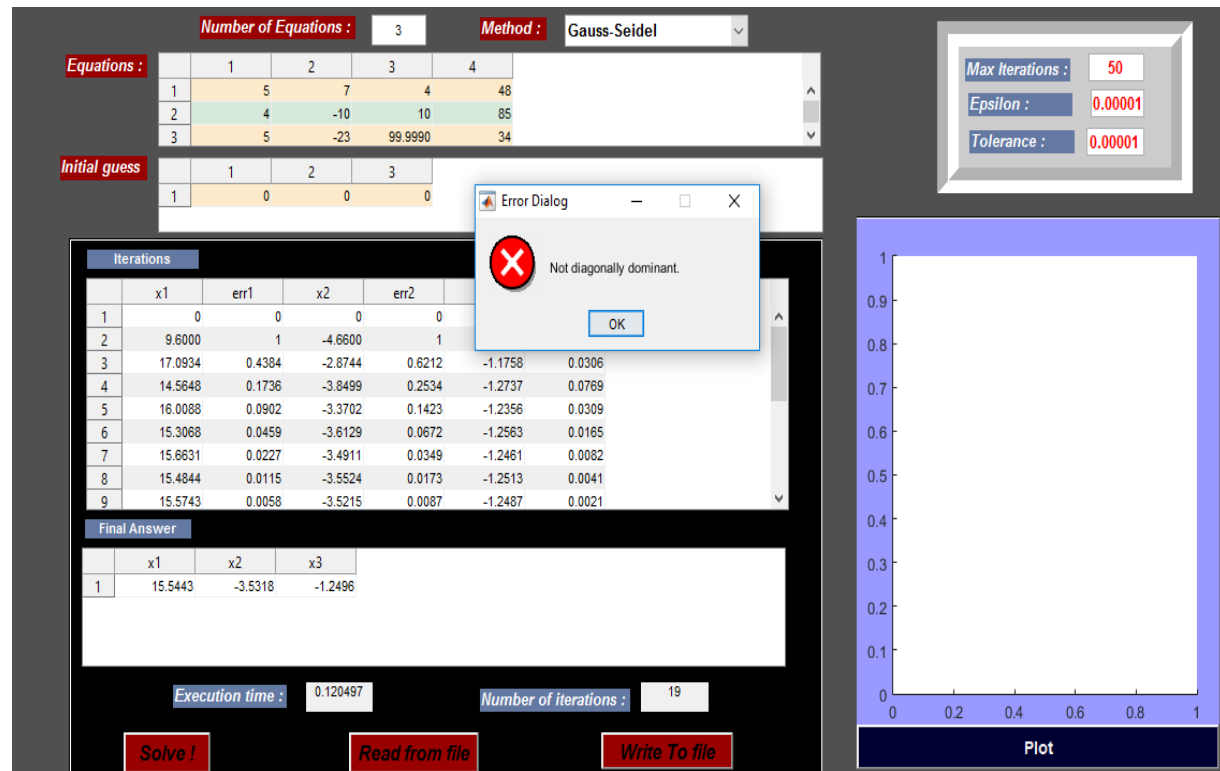 Number of Equations : 3 Method : Gauss-Seidel
Equations :
1 2 3 4
1 5 7 4 48
2 4 -10 10 85
3 5 -23 99.9990 34
Max Iterations : 50
Epsilon : 0.00001
Tolerance : 0.00001
Initial guess
1 2 3
1 0 0 0
Error Dialog
Not diagonally dominant.
OK
Iterations
x1 err1 x2 err2
1 0 0 0 0
2 9.6000 1 -4.6600 1
3 17.0934 0.4384 -2.8744 0.6212 -1.1758 0.0306
4 14.5648 0.1736 -3.8499 0.2534 -1.2737 0.0769
5 16.0088 0.0902 -3.3702 0.1423 -1.2356 0.0309
6 15.3068 0.0459 -3.6129 0.0672 -1.2563 0.0165
7 15.6631 0.0227 -3.4911 0.0349 -1.2461 0.0082
8 15.4844 0.0115 -3.5524 0.0173 -1.2513 0.0041
9 15.5743 0.0058 -3.5215 0.0087 -1.2487 0.0021
Final Answer
x1 x2 x3
1 15.5443 -3.5318 -1.2496
Execution time : 0.120497
Number of iterations : 19
Solve !
Read from file
Write To file
1
0.9
0.8
0.7
0.6
0.5
0.4
0.3
0.2
0.1
0
0 0.2 0.4 0.6 0.8 1
Plot